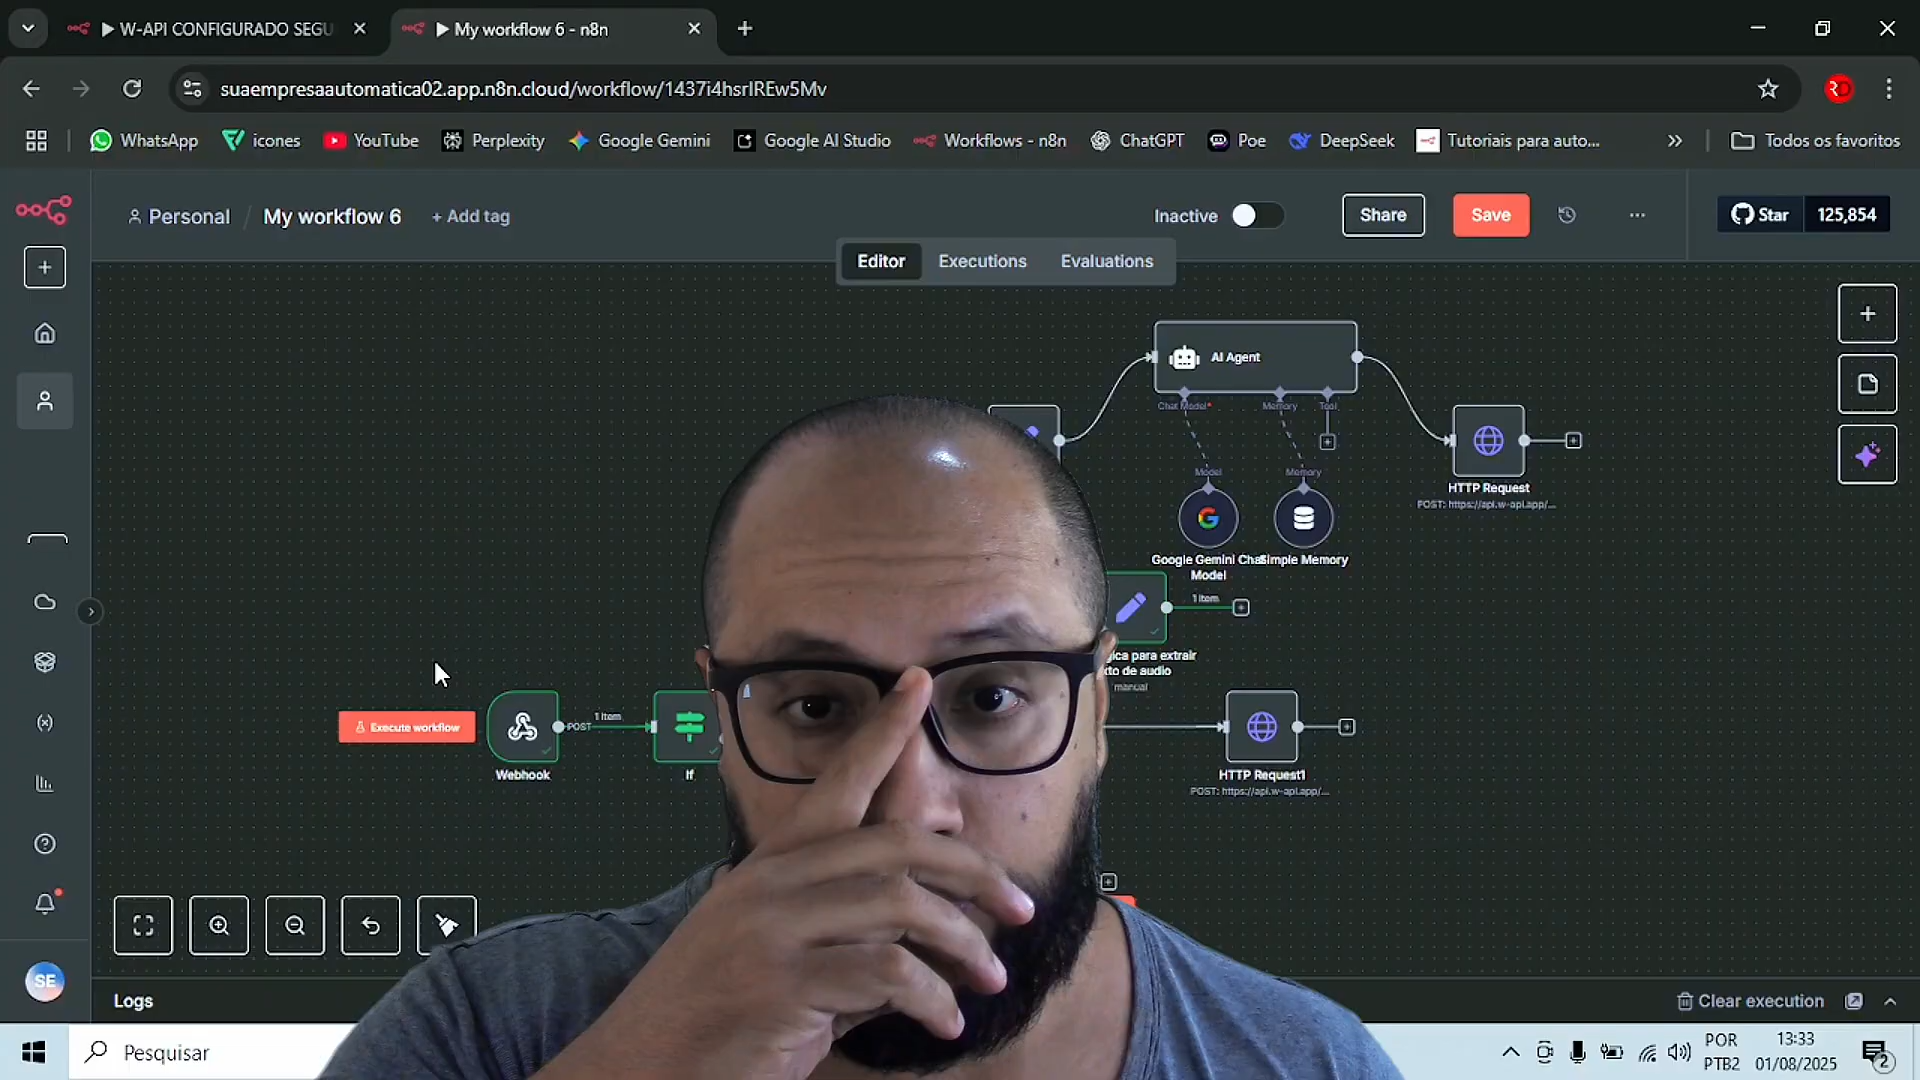 W-API CONFIGURADO SEGU
My workflow 6 - n8n
suaempresaautomatica02.app.n8n.cloud/workflow/1437i4hsrlREw5Mv
WhatsApp
icones
YouTube
Perplexity
Google Gemini
Google AI Studio
Workflows - n8n
ChatGPT
Poe
DeepSeek
Tutoriais para auto...
Todos os favoritos
RD
Personal / My workflow 6 + Add tag
Inactive
Share
Save
Star 125,854
Editor Executions Evaluations
AI Agent
Chat Model* Memory Tool
Model Memory
HTTP Request
POST: https://api.w-api.app/...
Google Gemini Chat
Model
Simple Memory
1 item
gica para extrair
to de audio
manual
Execute workflow
POST
1 item
Webhook
If
HTTP Request1
POST: https://api.w-api.app/...
SE
Logs
Clear execution
Pesquisar
POR
PTB2
13:33
01/08/2025
2